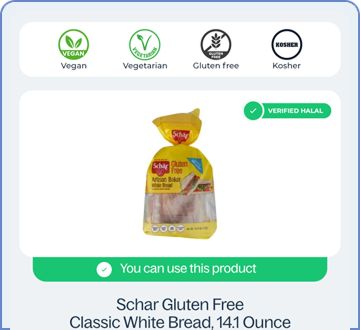 VEGAN
VEGETARIAN
GLUTEN FREE
KOSHER
Vegan
Vegetarian
Gluten free
Kosher
VERIFIED HALAL
Schär
Schär
Gluten
Free
Artisan Baker
White Bread
You can use this product
Schar Gluten Free
Classic White Bread, 14.1 Ounce